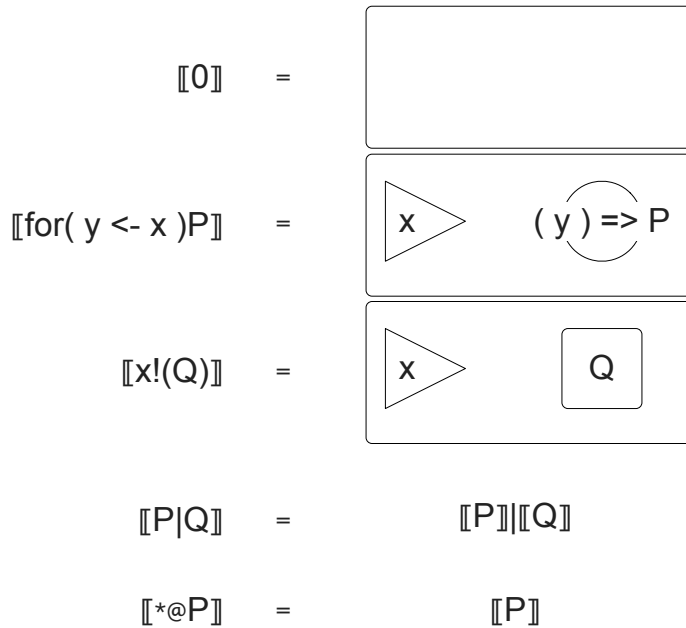 ⟦0⟧ =
⟦for( y <- x )P⟧ = x ( y ) => P
⟦x!(Q)⟧ = x Q
⟦P|Q⟧ = ⟦P⟧|⟦Q⟧
⟦*@P⟧ = ⟦P⟧